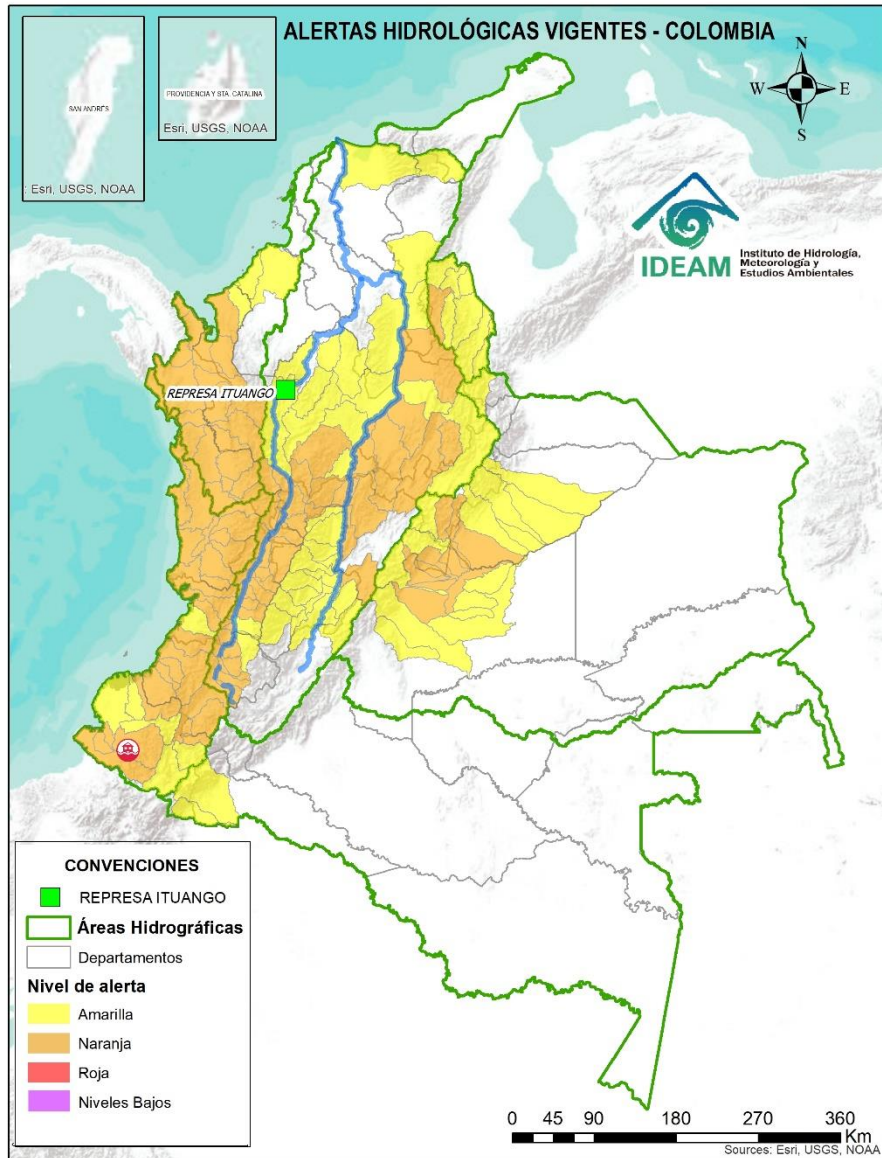 ALERTAS HIDROLÓGICAS VIGENTES - COLOMBIA
SAN ANDRÉS
: Esri, USGS, NOAA
PROVIDENCIA Y STA. CATALINA
Esri, USGS, NOAA
N
W
E
S
IDEAM
Instituto de Hidrología,
Meteorología y
Estudios Ambientales
REPRESA ITUANGO
CONVENCIONES
REPRESA ITUANGO
Áreas Hidrográficas
Departamentos
Nivel de alerta
Amarilla
Naranja
Roja
Niveles Bajos
0 45 90 180 270 360
Km
Sources: Esri, USGS, NOAA